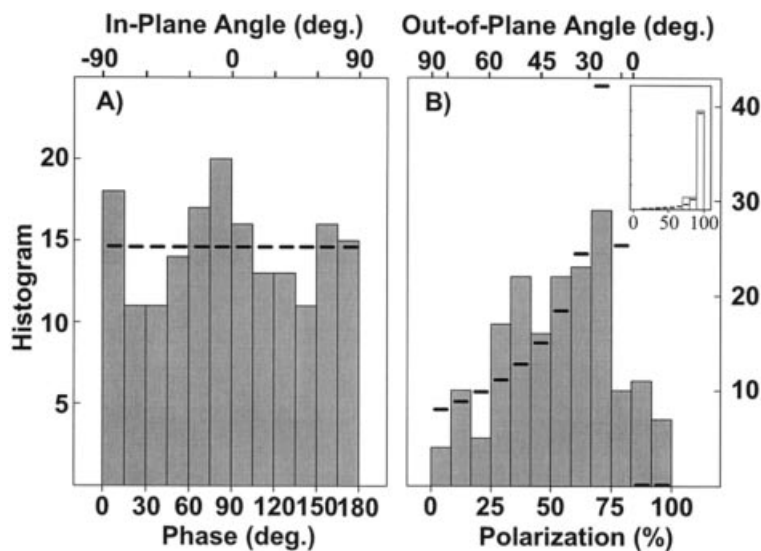 In-Plane Angle (deg.)
-90 0 90
Out-of-Plane Angle (deg.)
90 60 45 30 0
A)
B)
20
15
10
5
Histogram
40
30
20
10
0 50 100
0 30 60 90 120 150 180
Phase (deg.)
0 25 50 75 100
Polarization (%)